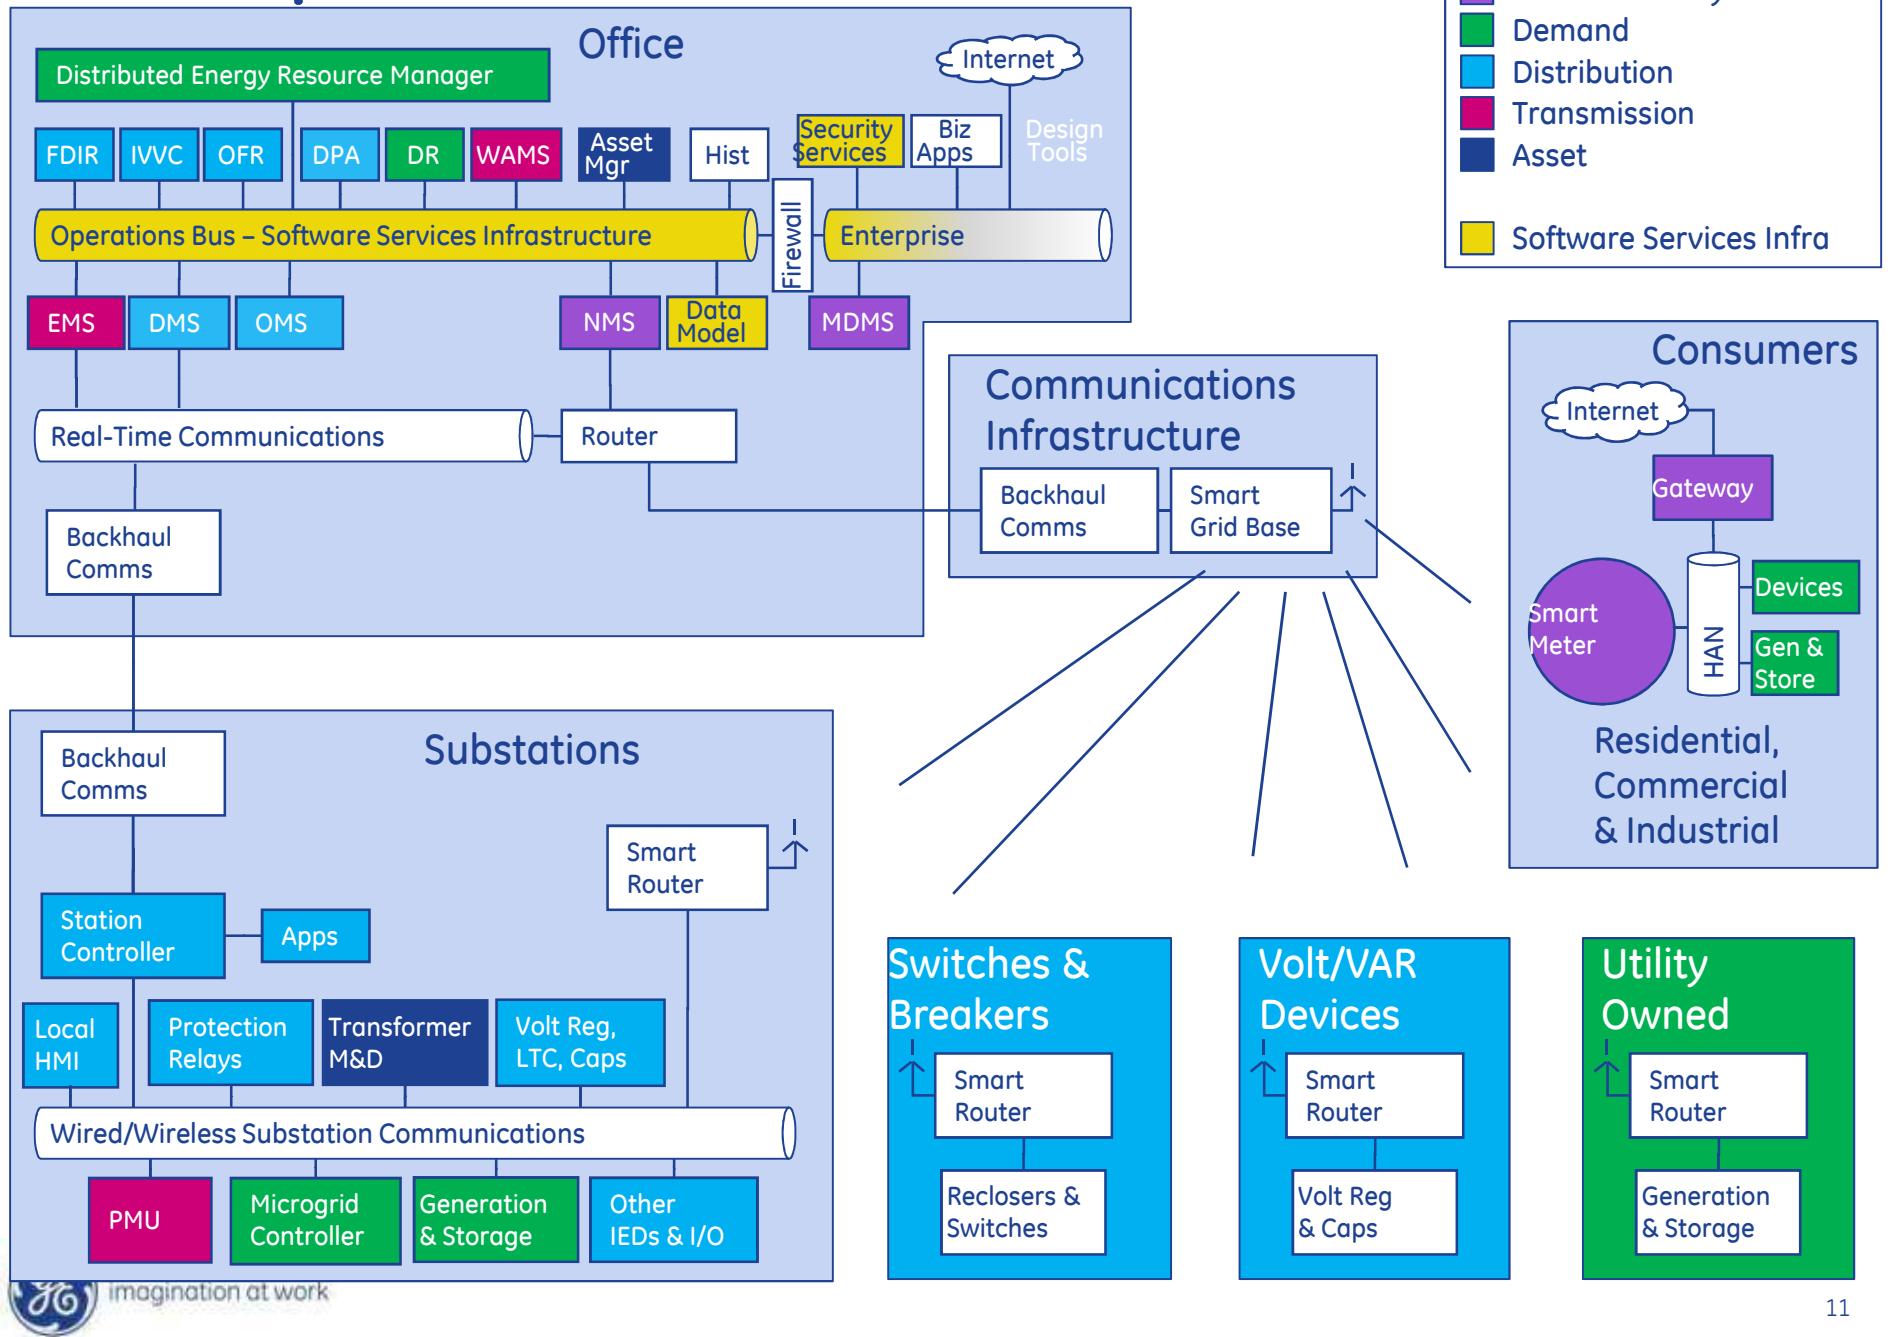 Office
Distributed Energy Resource Manager
Internet
FDIR
IVVC
OFR
DPA
DR
WAMS
Asset
Mgr
Hist
Security
Services
Biz
Apps
Design
Tools
Operations Bus – Software Services Infrastructure
Firewall
Enterprise
EMS
DMS
OMS
NMS
Data
Model
MDMS
Real-Time Communications
Router
Backhaul
Comms
Demand
Distribution
Transmission
Asset
Software Services Infra
Communications
Infrastructure
Backhaul
Comms
Smart
Grid Base
Consumers
Internet
Gateway
Smart
Meter
HAN
Devices
Gen &
Store
Residential,
Commercial
& Industrial
Substations
Backhaul
Comms
Smart
Router
Station
Controller
Apps
Local
HMI
Protection
Relays
Transformer
M&D
Volt Reg,
LTC, Caps
Wired/Wireless Substation Communications
PMU
Microgrid
Controller
Generation
& Storage
Other
IEDs & I/O
Switches &
Breakers
Smart
Router
Reclosers &
Switches
Volt/VAR
Devices
Smart
Router
Volt Reg
& Caps
Utility
Owned
Smart
Router
Generation
& Storage
GE
imagination at work
11